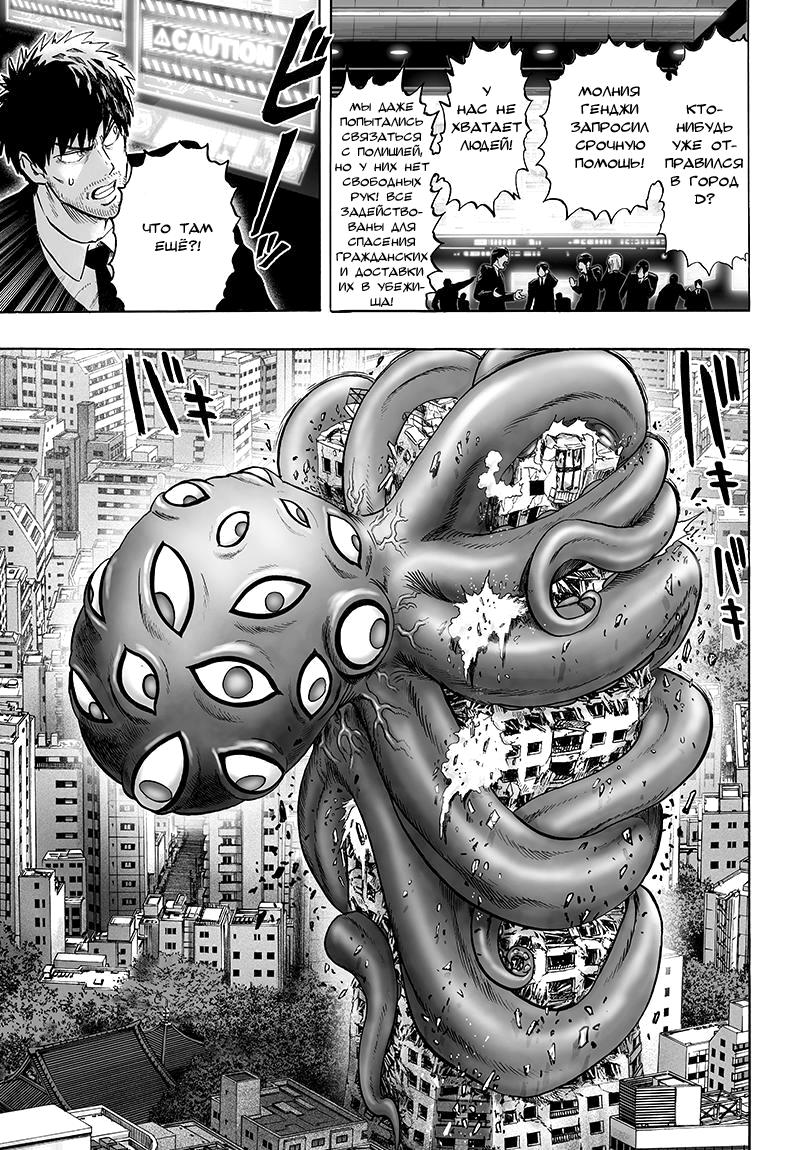 КТО-
НИБУДЬ
УЖЕ ОТ-
ПРАВИЛСЯ
В ГОРОД
D?
МОЛНИЯ
ГЕНДЖИ
ЗАПРОСИЛ
СРОЧНУЮ
ПОМОЩЬ!
У
НАС НЕ
ХВАТАЕТ
ЛЮДЕЙ!
МЫ ДАЖЕ
ПОПЫТАЛИСЬ
СВЯЗАТЬСЯ
С ПОЛИЦИЕЙ,
НО У НИХ НЕТ
СВОБОДНЫХ
РУК! ВСЕ
ЗАДЕЙСТВО-
ВАНЫ ДЛЯ
СПАСЕНИЯ
ГРАЖДАНСКИХ
И ДОСТАВКИ
ИХ В УБЕЖИ-
ЩА!
CAUTION
ビーッ
ЧТО ТАМ
ЕЩЁ?!
バキ
バキ
バキ